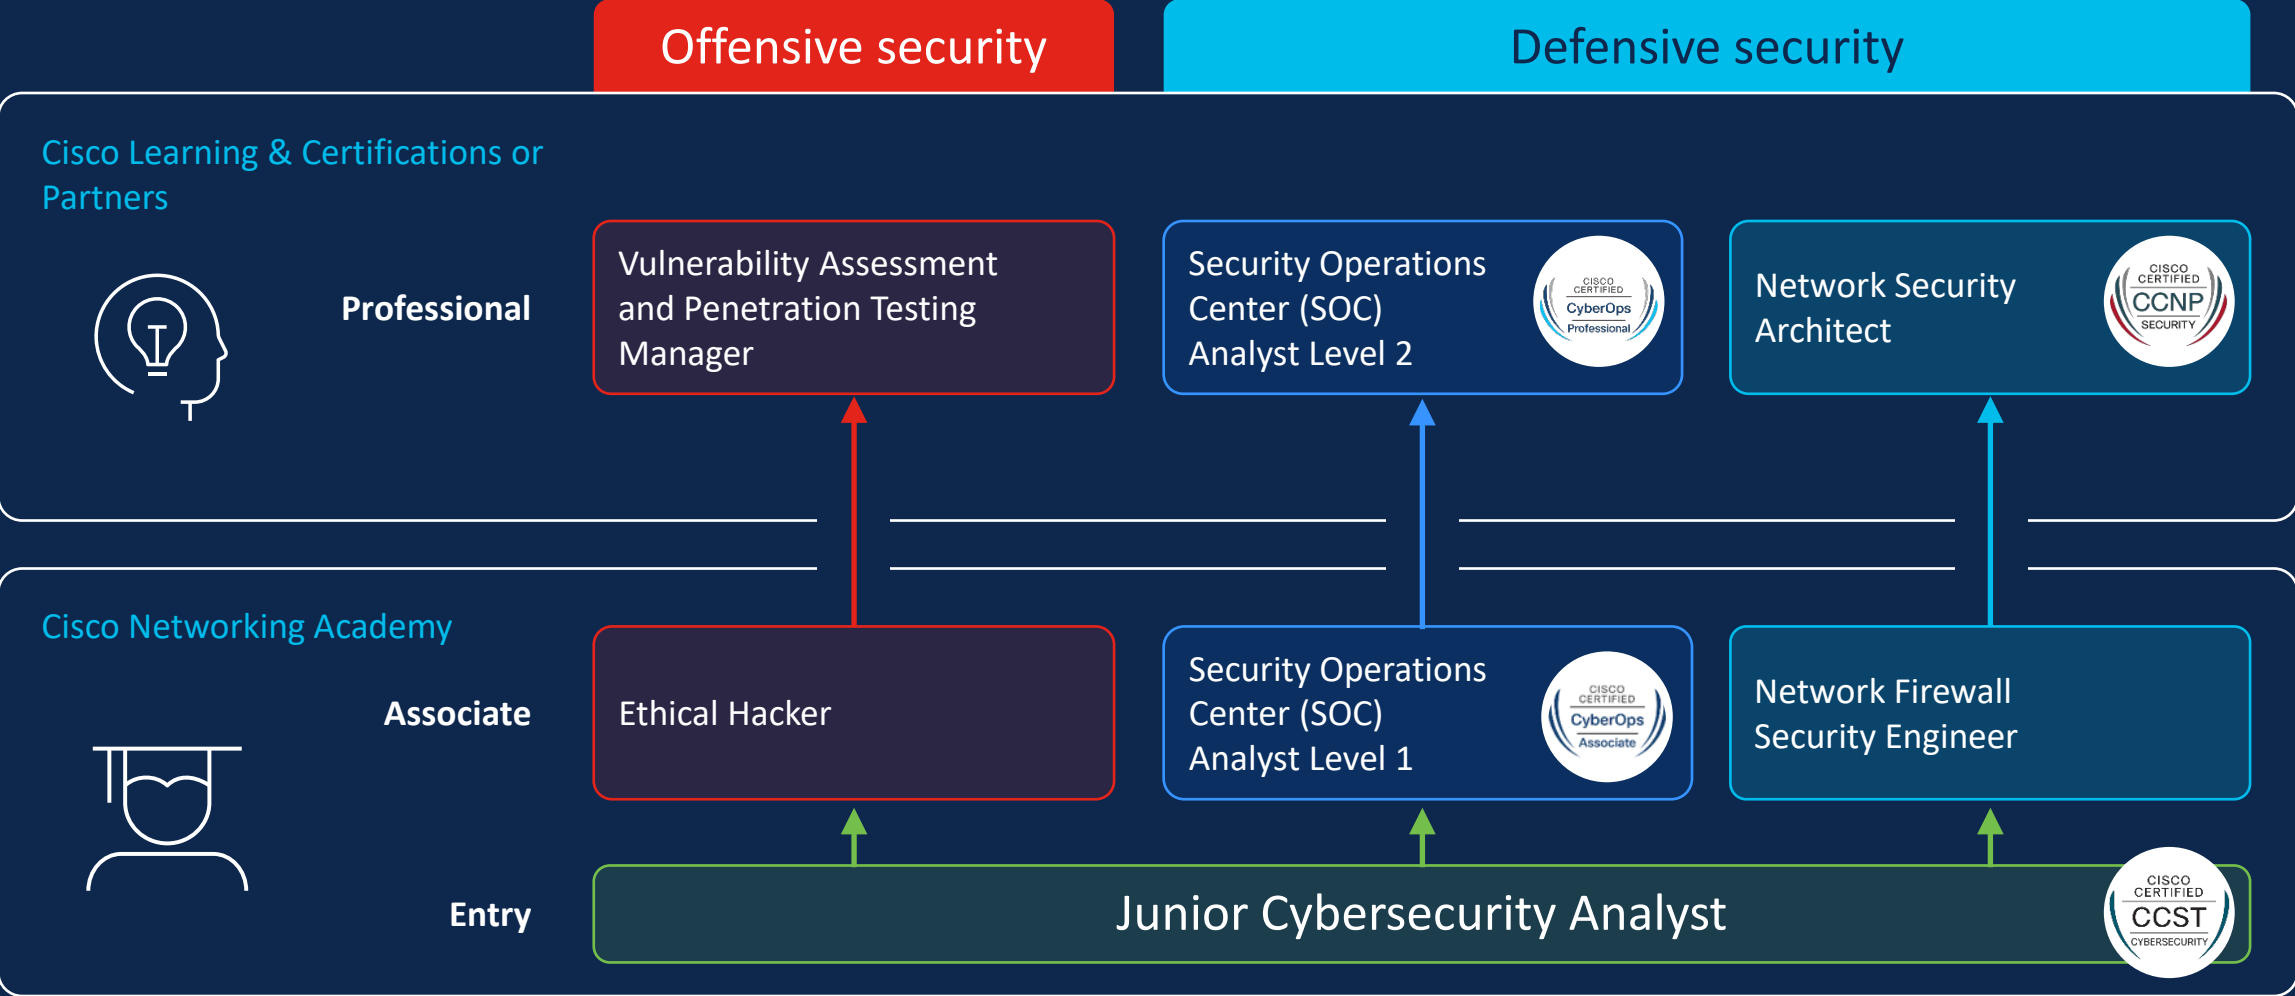 Offensive security
Defensive security
Cisco Learning & Certifications or
Partners
Professional
Vulnerability Assessment
and Penetration Testing
Manager
Security Operations
Center (SOC)
Analyst Level 2
CISCO
CERTIFIED
CyberOps
Professional
Network Security
Architect
CISCO
CERTIFIED
CCNP
SECURITY
Cisco Networking Academy
Associate
Ethical Hacker
Security Operations
Center (SOC)
Analyst Level 1
CISCO
CERTIFIED
CyberOps
Associate
Network Firewall
Security Engineer
Entry
Junior Cybersecurity Analyst
CISCO
CERTIFIED
CCST
CYBERSECURITY